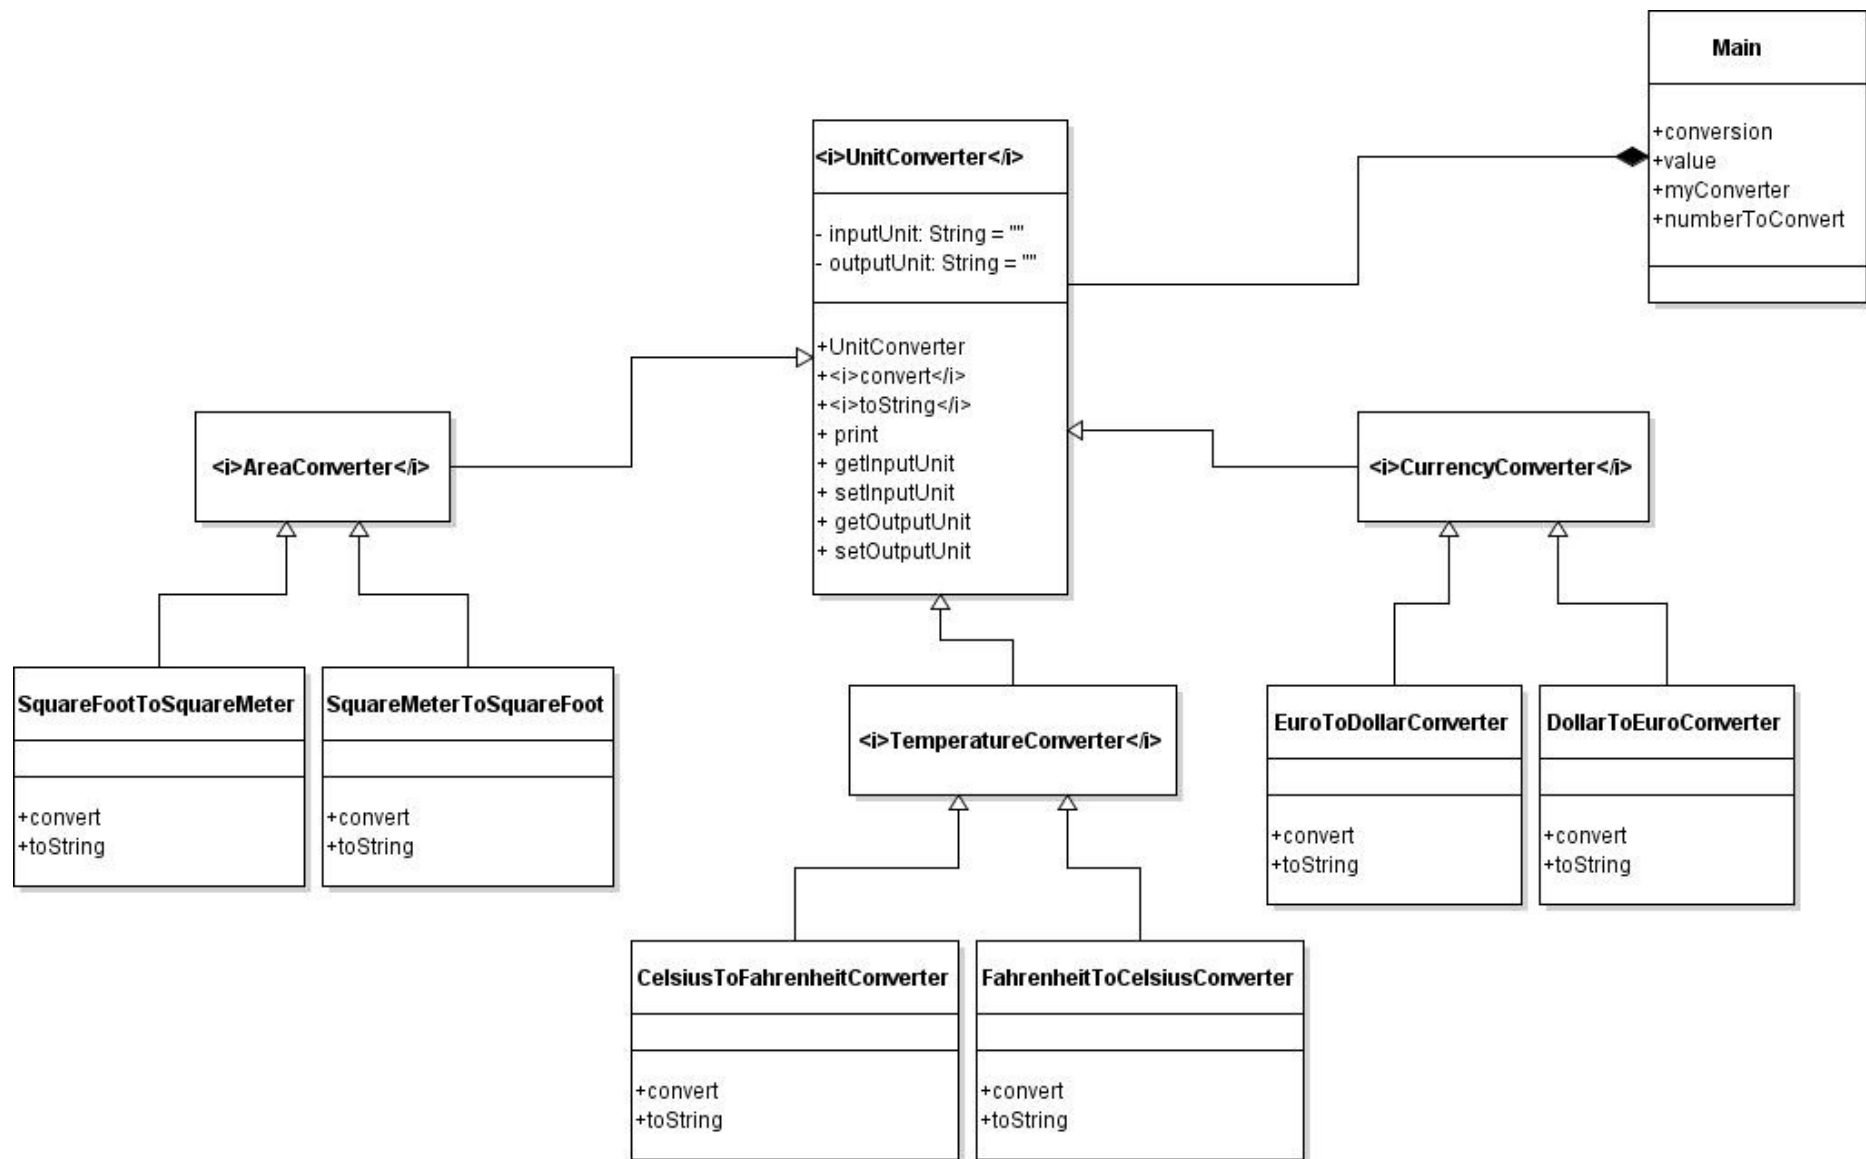 Main
+conversion
+value
+myConverter
+numberToConvert
<i>UnitConverter</i>
- inputUnit: String = ""
- outputUnit: String = ""
+UnitConverter
+<i>convert</i>
+<i>toString</i>
+ print
+ getInputUnit
+ setInputUnit
+ getOutputUnit
+ setOutputUnit
<i>AreaConverter</i>
<i>CurrencyConverter</i>
SquareFootToSquareMeter
+convert
+toString
SquareMeterToSquareFoot
+convert
+toString
<i>TemperatureConverter</i>
EuroToDollarConverter
+convert
+toString
DollarToEuroConverter
+convert
+toString
CelsiusToFahrenheitConverter
+convert
+toString
FahrenheitToCelsiusConverter
+convert
+toString